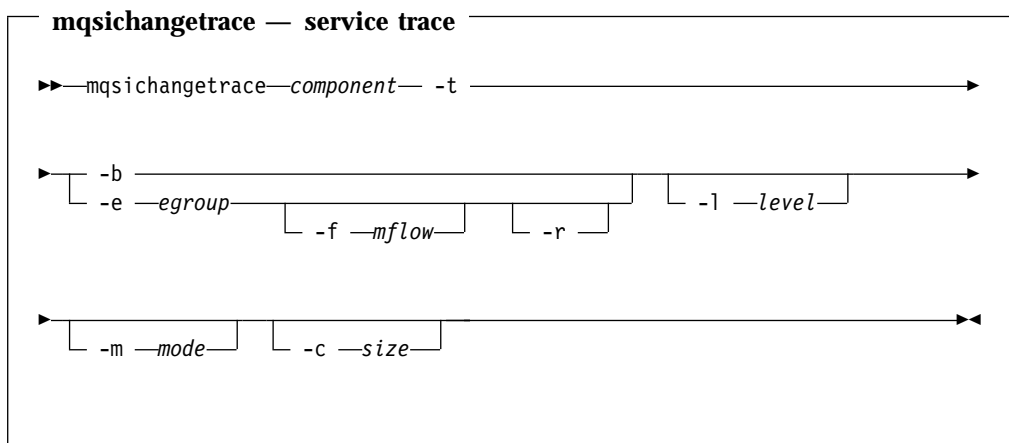 mqsichangetrace — service trace
mqsichangetrace component -t
-b
-e egroup
-f mflow -r
-l level
-m mode -c size